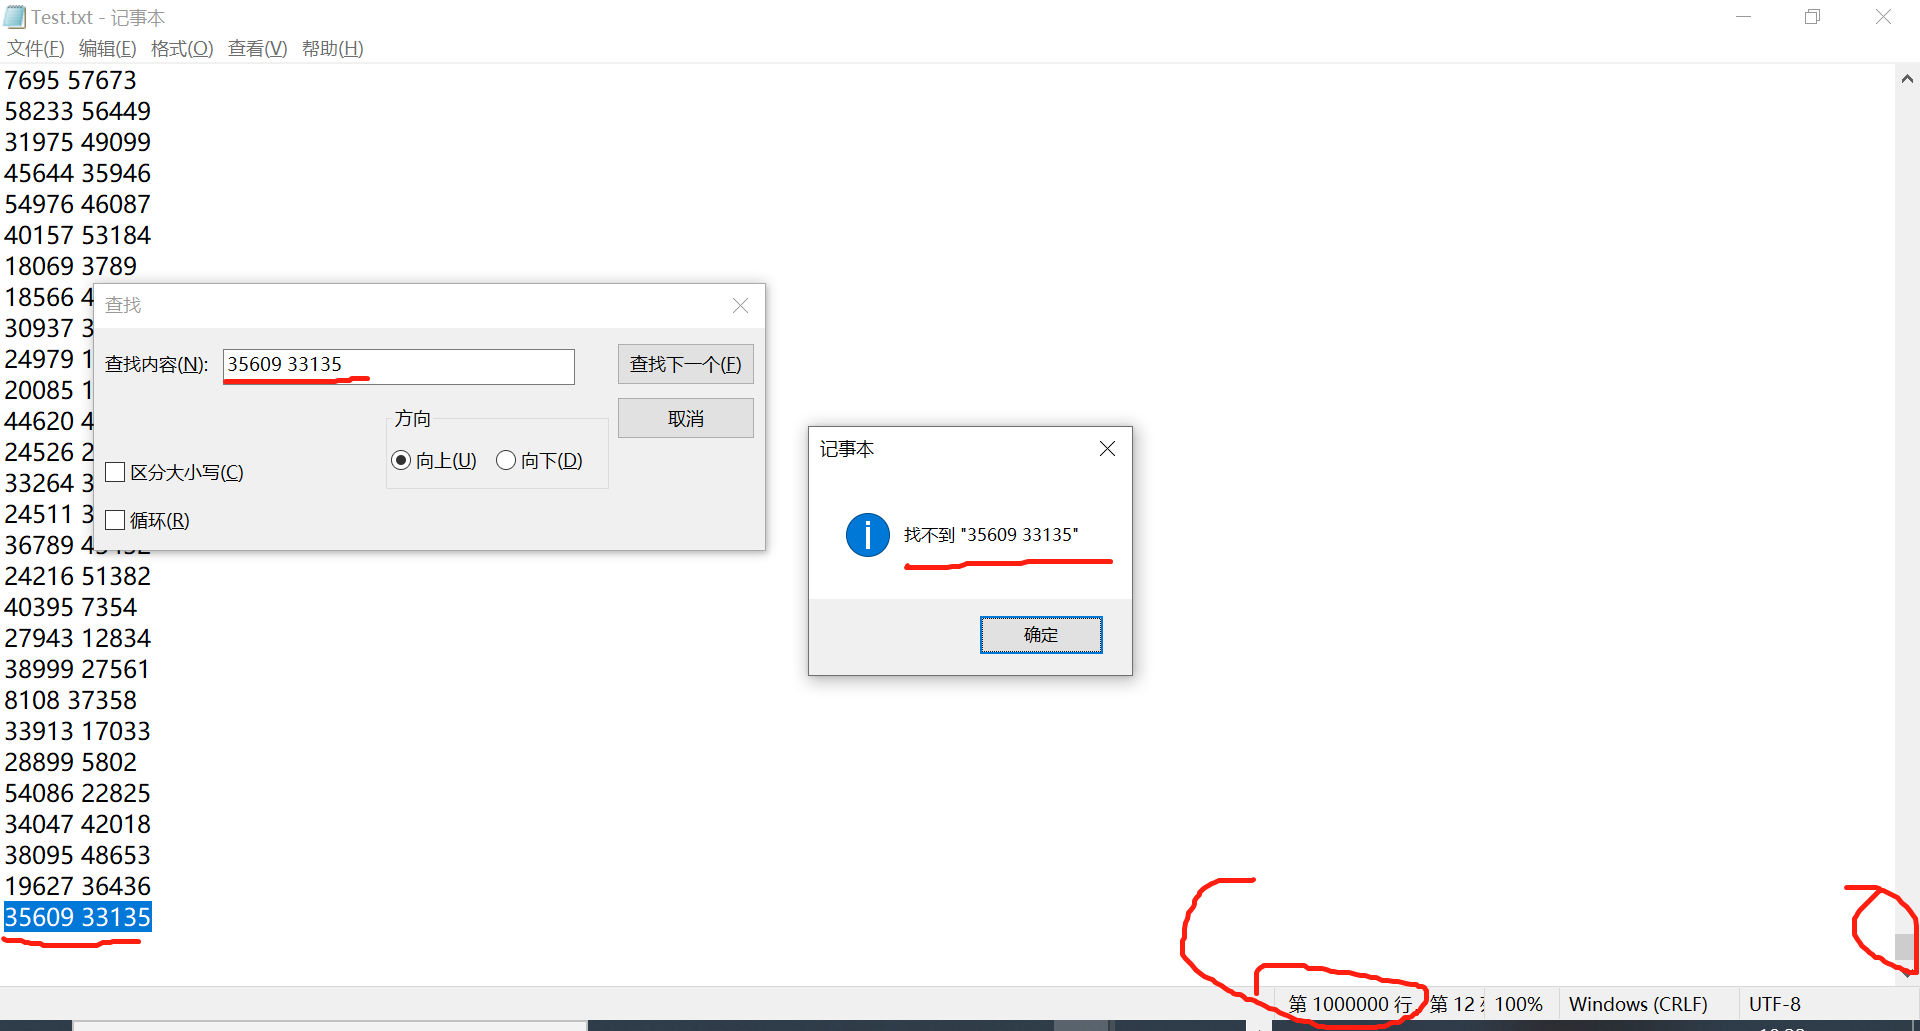 Test.txt - 记事本
文件(F) 编辑(E) 格式(O) 查看(V) 帮助(H)
7695 57673
58233 56449
31975 49099
45644 35946
54976 46087
40157 53184
18069 3789
18566 4
30937 3
24979 1
20085 1
44620 4
24526 2
33264 3
24511 3
36789 4
24216 51382
40395 7354
27943 12834
38999 27561
8108 37358
33913 17033
28899 5802
54086 22825
34047 42018
38095 48653
19627 36436
35609 33135
查找
查找内容(N): 35609 33135 查找下一个(F)
取消
方向
向上(U) 向下(D)
区分大小写(C)
循环(R)
记事本
找不到 "35609 33135"
确定
第 1000000 行, 第 12 100% Windows (CRLF) UTF-8